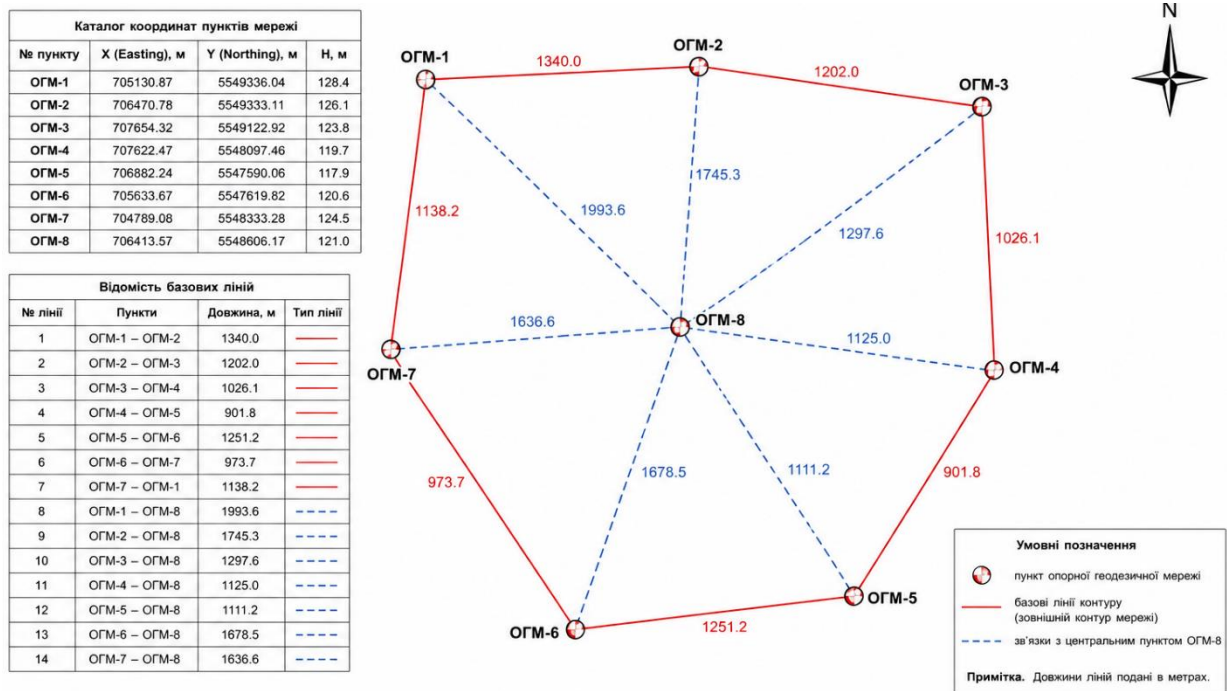 Каталог координат пунктів мережі
№ пункту X (Easting), м Y (Northing), м H, м
ОГМ-1 705130.87 5549336.04 128.4
ОГМ-2 706470.78 5549333.11 126.1
ОГМ-3 707654.32 5549122.92 123.8
ОГМ-4 707622.47 5548097.46 119.7
ОГМ-5 706882.24 5547590.06 117.9
ОГМ-6 705633.67 5547619.82 120.6
ОГМ-7 704789.08 5548333.28 124.5
ОГМ-8 706413.57 5548606.17 121.0
Відомість базових ліній
№ лінії Пункти Довжина, м Тип лінії
1 ОГМ-1 – ОГМ-2 1340.0
2 ОГМ-2 – ОГМ-3 1202.0
3 ОГМ-3 – ОГМ-4 1026.1
4 ОГМ-4 – ОГМ-5 901.8
5 ОГМ-5 – ОГМ-6 1251.2
6 ОГМ-6 – ОГМ-7 973.7
7 ОГМ-7 – ОГМ-1 1138.2
8 ОГМ-1 – ОГМ-8 1993.6
9 ОГМ-2 – ОГМ-8 1745.3
10 ОГМ-3 – ОГМ-8 1297.6
11 ОГМ-4 – ОГМ-8 1125.0
12 ОГМ-5 – ОГМ-8 1111.2
13 ОГМ-6 – ОГМ-8 1678.5
14 ОГМ-7 – ОГМ-8 1636.6
N
ОГМ-1
1340.0
ОГМ-2
1202.0
ОГМ-3
1745.3
1138.2
1993.6
1297.6
1026.1
1636.6
ОГМ-8
1125.0
ОГМ-7
ОГМ-4
973.7
1678.5
1111.2
901.8
ОГМ-6
1251.2
ОГМ-5
Умовні позначення
пункт опорної геодезичної мережі
базові лінії контуру
(зовнішній контур мережі)
зв'язки з центральним пунктом ОГМ-8
Примітка. Довжини ліній подані в метрах.